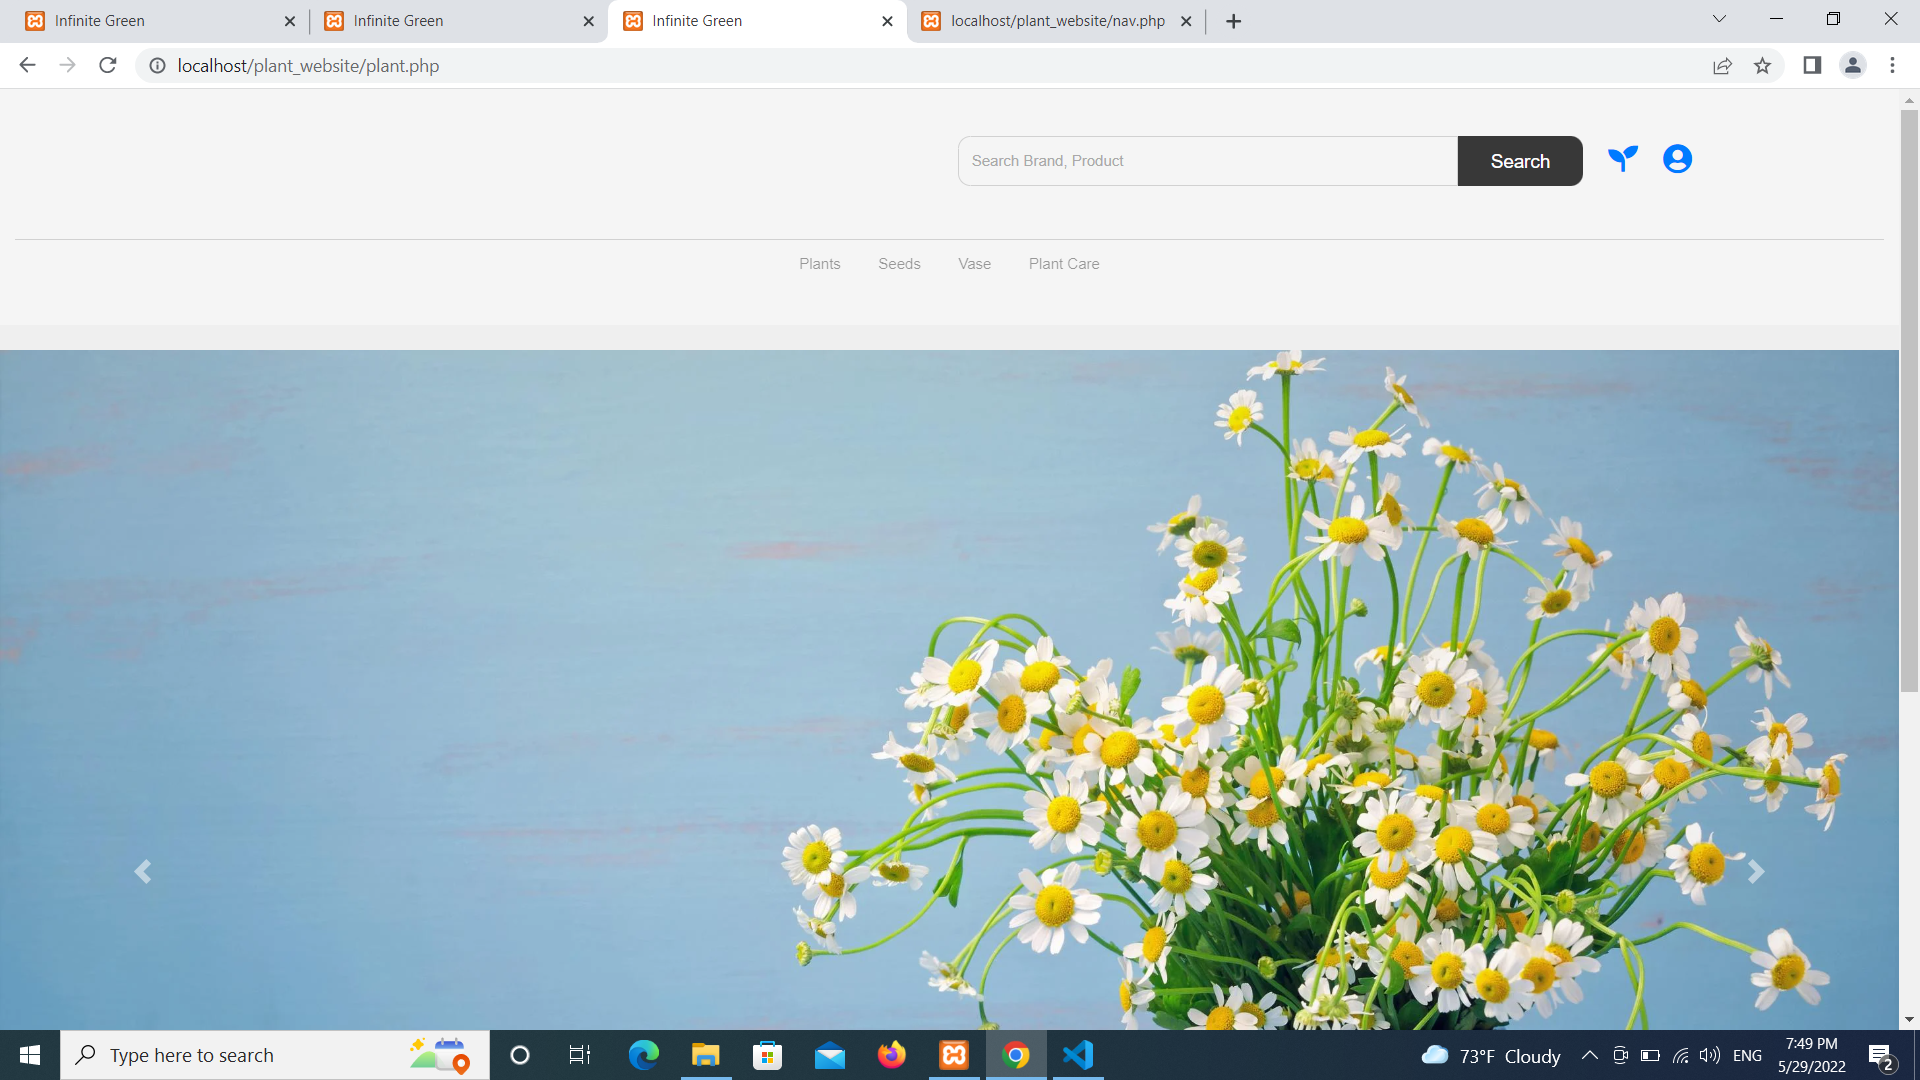 Infinite Green
Infinite Green
Infinite Green
localhost/plant_website/nav.php
localhost/plant_website/plant.php
Search Brand, Product
Search
Plants Seeds Vase Plant Care
Type here to search
73°F Cloudy
ENG
7:49 PM
5/29/2022
2